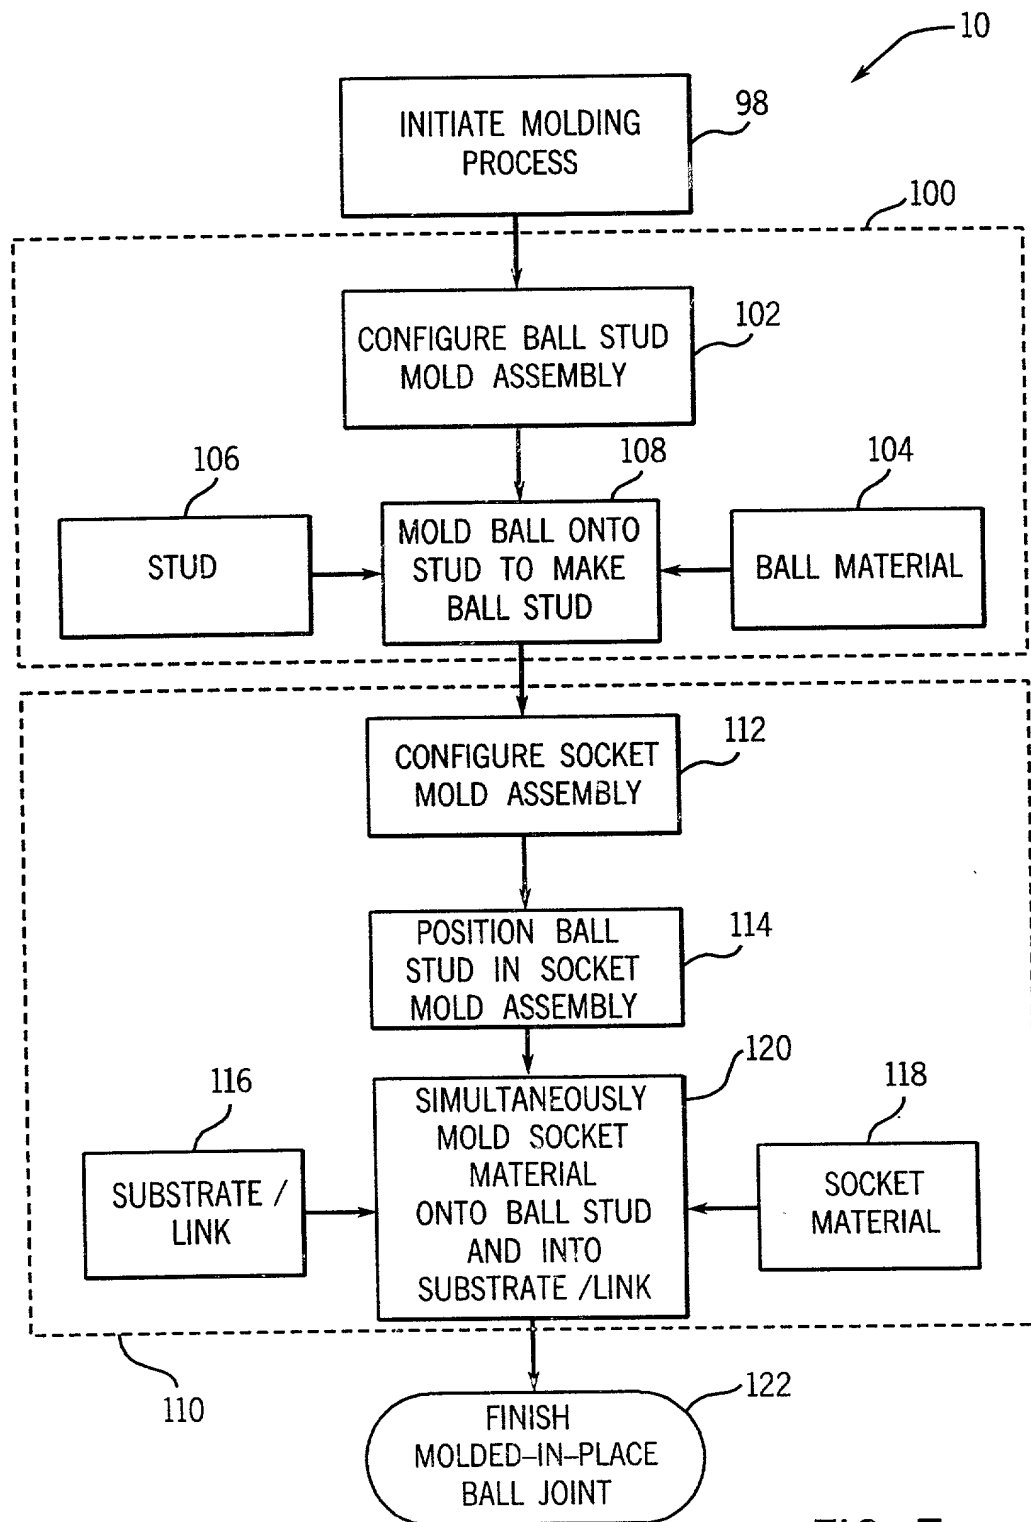 10
INITIATE MOLDING
PROCESS
98
100
CONFIGURE BALL STUD
MOLD ASSEMBLY
102
106
108
104
STUD
MOLD BALL ONTO
STUD TO MAKE
BALL STUD
BALL MATERIAL
CONFIGURE SOCKET
MOLD ASSEMBLY
112
POSITION BALL
STUD IN SOCKET
MOLD ASSEMBLY
114
116
120
118
SUBSTRATE /
LINK
SIMULTANEOUSLY
MOLD SOCKET
MATERIAL
ONTO BALL STUD
AND INTO
SUBSTRATE /LINK
SOCKET
MATERIAL
110
FINISH
MOLDED–IN–PLACE
BALL JOINT
122